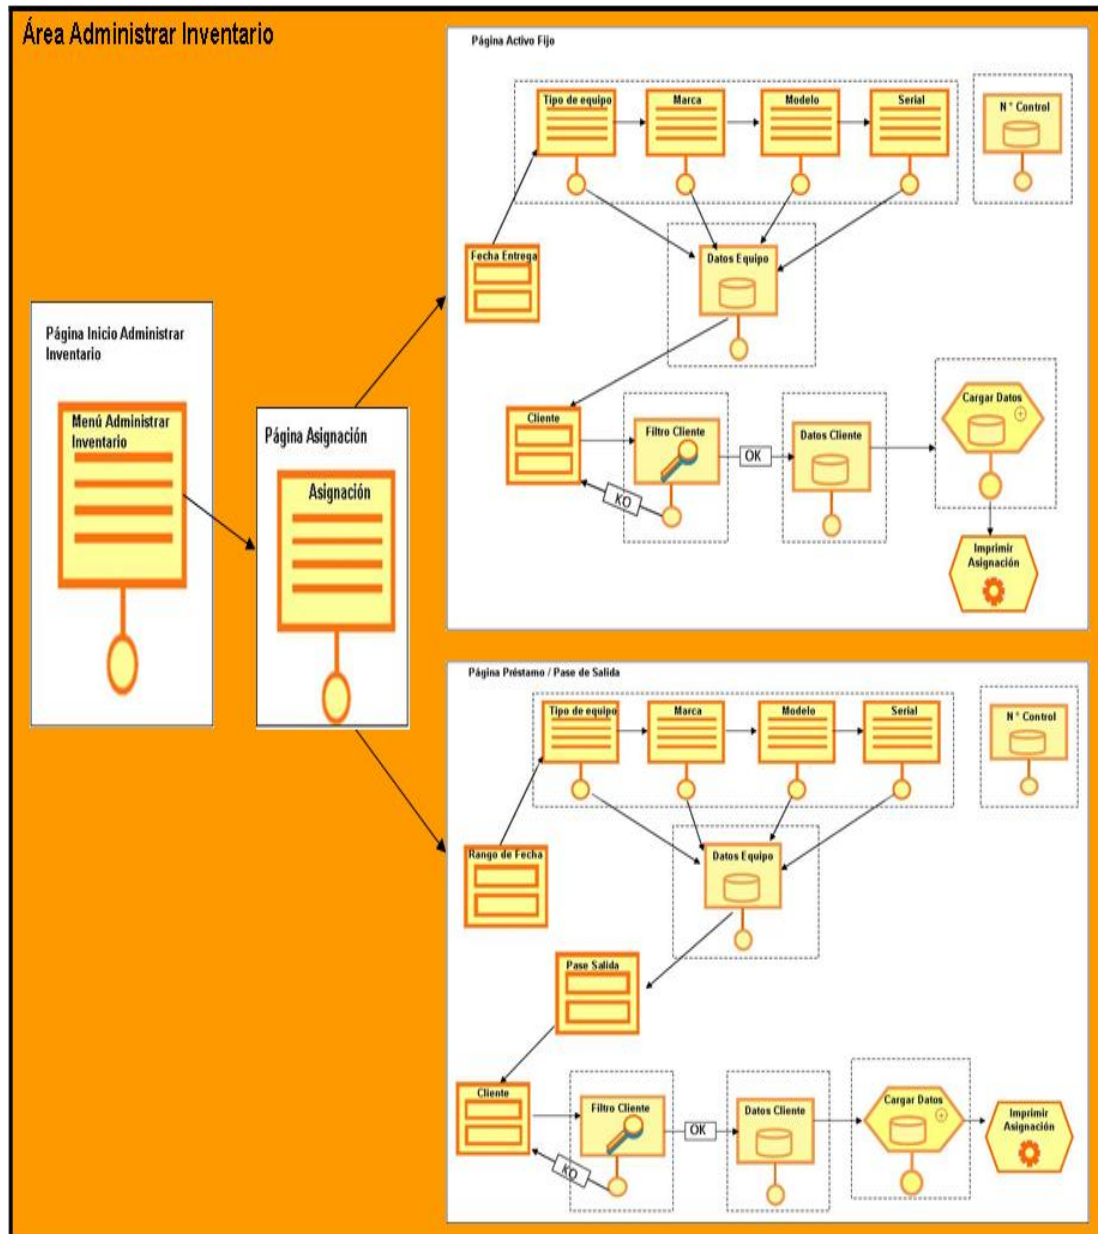 Área Administrar Inventario
Página Inicio Administrar
Inventario
Menú Administrar
Inventario
Página Asignación
Asignación
Página Activo Fijo
Tipo de equipo
Marca
Modelo
Serial
N° Control
Fecha Entrega
Datos Equipo
Cliente
Filtro Cliente
OK
KO
Datos Cliente
Cargar Datos
Imprimir
Asignación
Página Préstamo / Pase de Salida
Tipo de equipo
Marca
Modelo
Serial
N° Control
Rango de Fecha
Datos Equipo
Pase Salida
Cliente
Filtro Cliente
OK
KO
Datos Cliente
Cargar Datos
Imprimir
Asignación